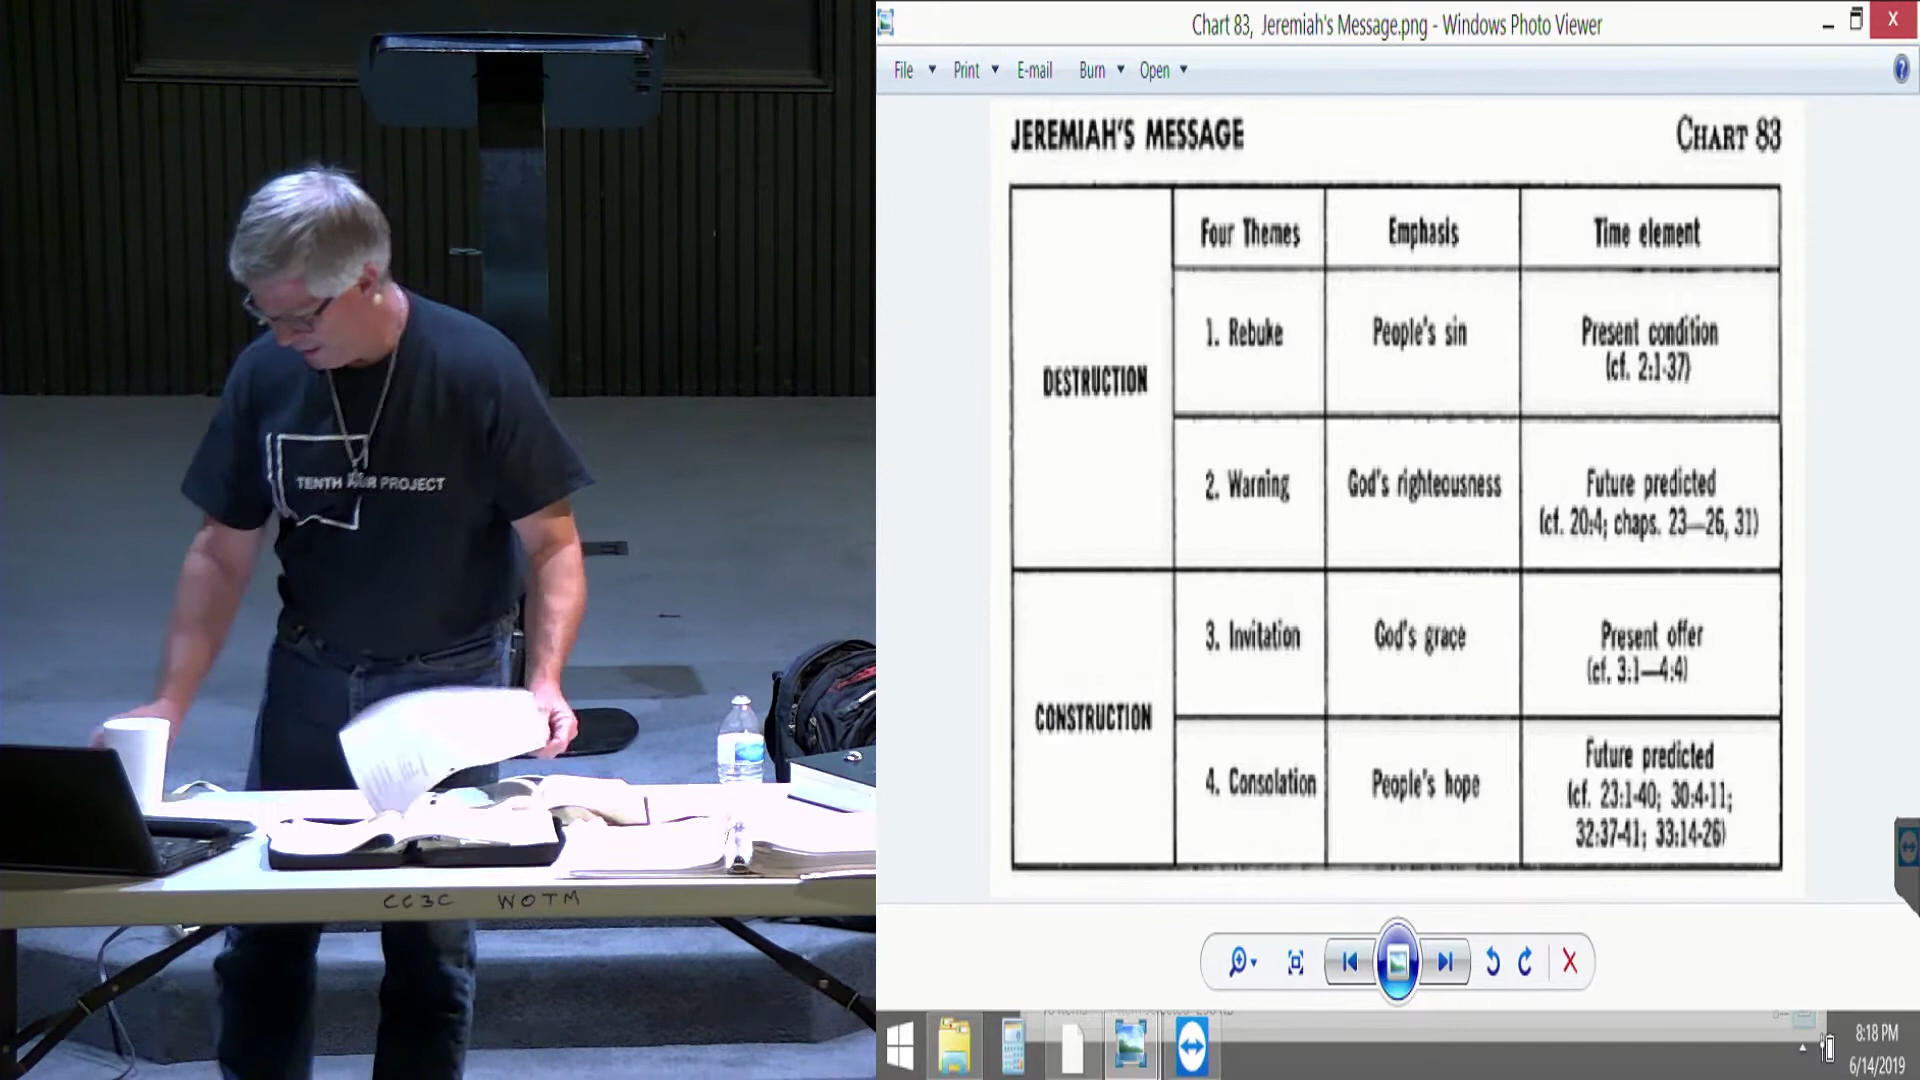 TENTH HOUR PROJECT
CC3C WOTM
Chart 83, Jeremiah's Message.png - Windows Photo Viewer
File Print E-mail Burn Open
JEREMIAH'S MESSAGE
CHART 83
Four Themes Emphasis Time element
DESTRUCTION
1. Rebuke People's sin Present condition
(cf. 2:1-37)
2. Warning God's righteousness Future predicted
(cf. 20:4; chaps. 23—26, 31)
CONSTRUCTION
3. Invitation God's grace Present offer
(cf. 3:1—4:4)
4. Consolation People's hope Future predicted
(cf. 23:1-40; 30:4-11;
32:37-41; 33:14-26)
8:18 PM
6/14/2019